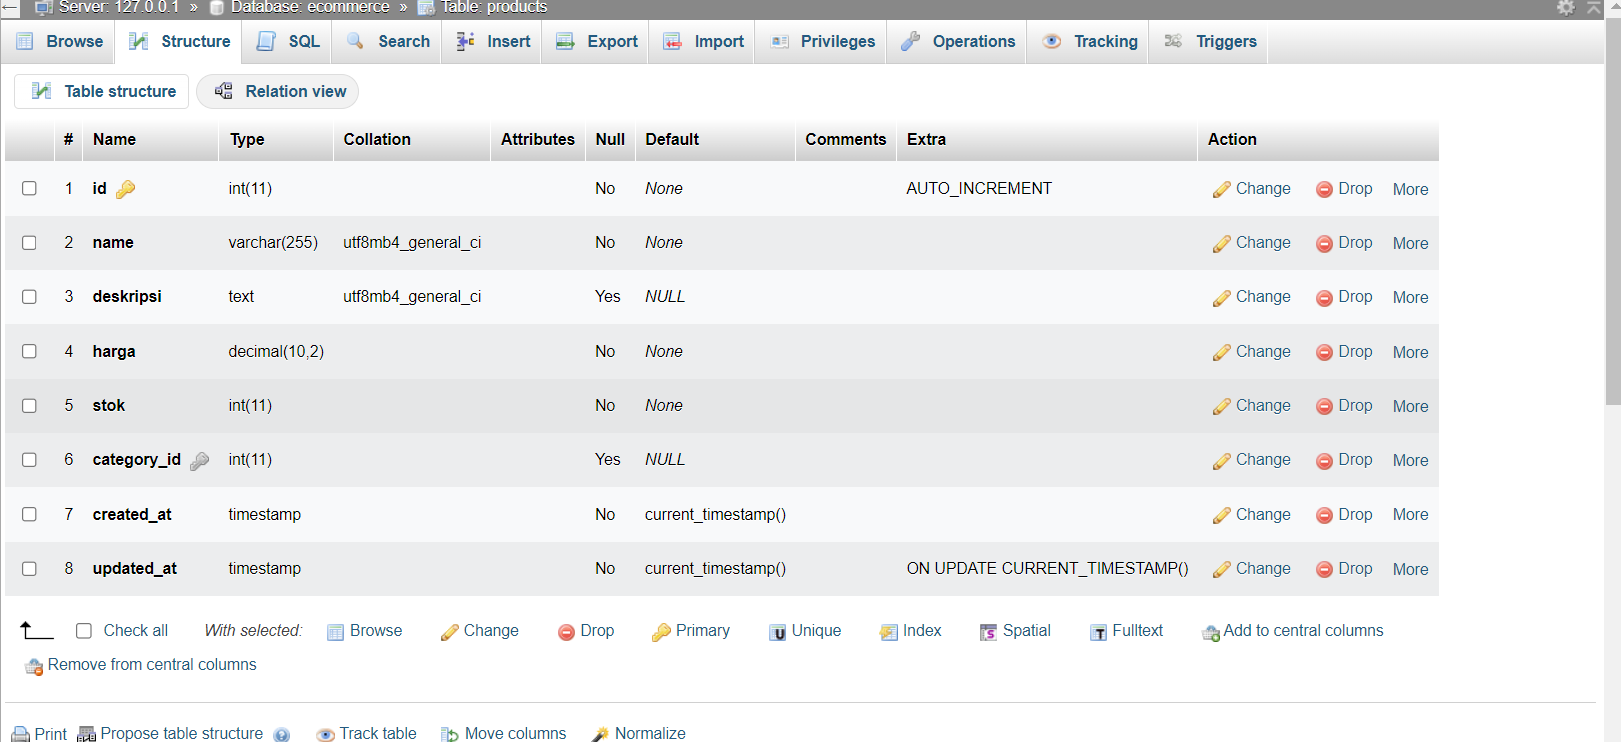 Server: 127.0.0.1 » Database: ecommerce » Table: products
Browse Structure SQL Search Insert Export Import Privileges Operations Tracking Triggers
Table structure Relation view
# Name Type Collation Attributes Null Default Comments Extra Action
1 id int(11) No None AUTO_INCREMENT Change Drop More
2 name varchar(255) utf8mb4_general_ci No None Change Drop More
3 deskripsi text utf8mb4_general_ci Yes NULL Change Drop More
4 harga decimal(10,2) No None Change Drop More
5 stok int(11) No None Change Drop More
6 category_id int(11) Yes NULL Change Drop More
7 created_at timestamp No current_timestamp() Change Drop More
8 updated_at timestamp No current_timestamp() ON UPDATE CURRENT_TIMESTAMP() Change Drop More
Check all With selected: Browse Change Drop Primary Unique Index Spatial Fulltext Add to central columns
Remove from central columns
Print Propose table structure Track table Move columns Normalize